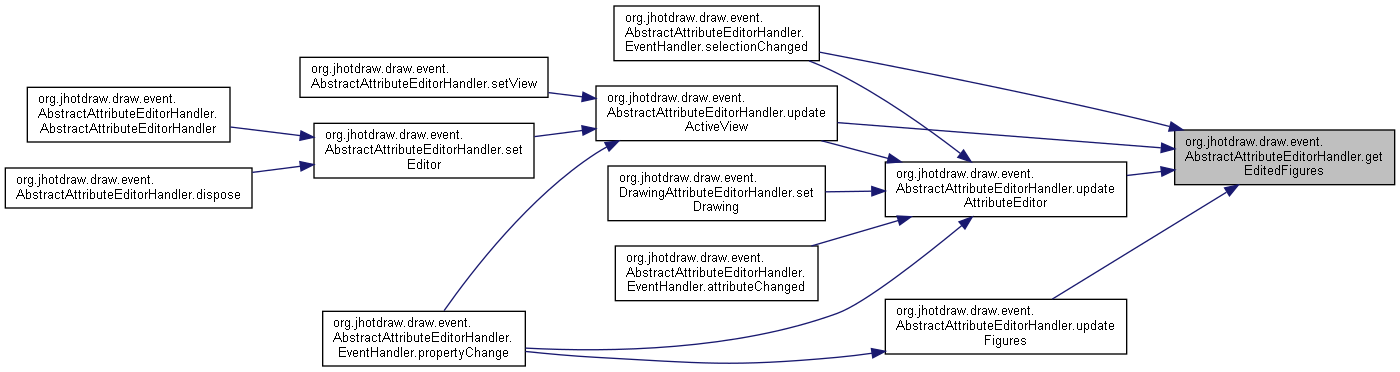 org.jhotdraw.draw.event.
AbstractAttributeEditorHandler.
EventHandler.selectionChanged
org.jhotdraw.draw.event.
AbstractAttributeEditorHandler.setView
org.jhotdraw.draw.event.
AbstractAttributeEditorHandler.
AbstractAttributeEditorHandler
org.jhotdraw.draw.event.
AbstractAttributeEditorHandler.update
ActiveView
org.jhotdraw.draw.event.
AbstractAttributeEditorHandler.set
Editor
org.jhotdraw.draw.event.
AbstractAttributeEditorHandler.get
EditedFigures
org.jhotdraw.draw.event.
AbstractAttributeEditorHandler.dispose
org.jhotdraw.draw.event.
DrawingAttributeEditorHandler.set
Drawing
org.jhotdraw.draw.event.
AbstractAttributeEditorHandler.update
AttributeEditor
org.jhotdraw.draw.event.
AbstractAttributeEditorHandler.
EventHandler.attributeChanged
org.jhotdraw.draw.event.
AbstractAttributeEditorHandler.
EventHandler.propertyChange
org.jhotdraw.draw.event.
AbstractAttributeEditorHandler.update
Figures